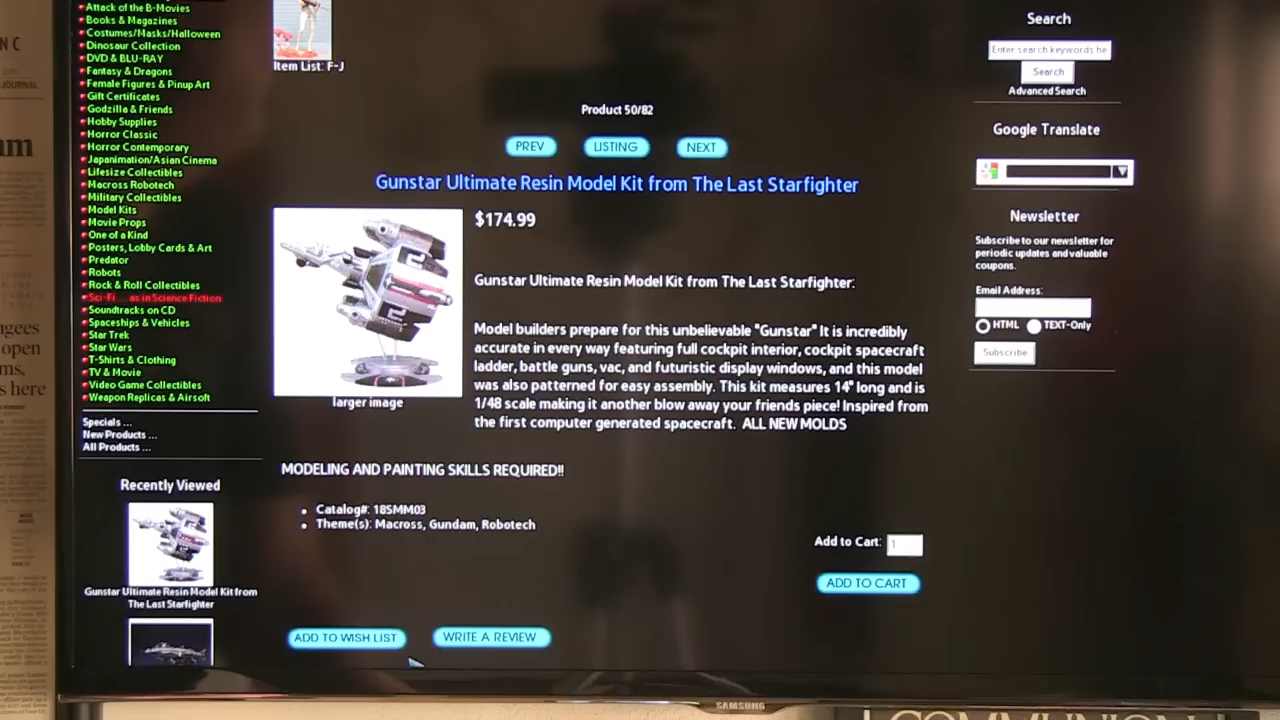 N C
JOURNAL
am
ugees
open
ms,
s here
Attack of the B-Movies
Books & Magazines
Costumes/Masks/Halloween
Dinosaur Collection
DVD & BLU-RAY
Fantasy & Dragons
Female Figures & Pinup Art
Gift Certificates
Godzilla & Friends
Hobby Supplies
Horror Classic
Horror Contemporary
Japanimation/Asian Cinema
Lifesize Collectibles
Macross Robotech
Military Collectibles
Model Kits
Movie Props
One of a Kind
Posters, Lobby Cards & Art
Predator
Robots
Rock & Roll Collectibles
Sci-Fi ... as in Science Fiction
Soundtracks on CD
Spaceships & Vehicles
Star Trek
Star Wars
T-Shirts & Clothing
TV & Movie
Video Game Collectibles
Weapon Replicas & Airsoft
Specials ...
New Products ...
All Products ...
Recently Viewed
Gunstar Ultimate Resin Model Kit from
The Last Starfighter
Item List: F-J
Product 50/82
PREV
LISTING
NEXT
Gunstar Ultimate Resin Model Kit from The Last Starfighter
$174.99
larger image
Gunstar Ultimate Resin Model Kit from The Last Starfighter:
Model builders prepare for this unbelievable "Gunstar" It is incredibly
accurate in every way featuring full cockpit interior, cockpit spacecraft
ladder, battle guns, vac, and futuristic display windows, and this model
was also patterned for easy assembly. This kit measures 14" long and is
1/48 scale making it another blow away your friends piece! Inspired from
the first computer generated spacecraft. ALL NEW MOLDS
MODELING AND PAINTING SKILLS REQUIRED!!
Catalog#: 18SMM03
Theme(s): Macross, Gundam, Robotech
Add to Cart: 1
ADD TO CART
ADD TO WISH LIST
WRITE A REVIEW
Search
Enter search keywords he
Search
Advanced Search
Google Translate
Newsletter
Subscribe to our newsletter for
periodic updates and valuable
coupons.
Email Address:
HTML TEXT-Only
Subscribe
SAMSUNG